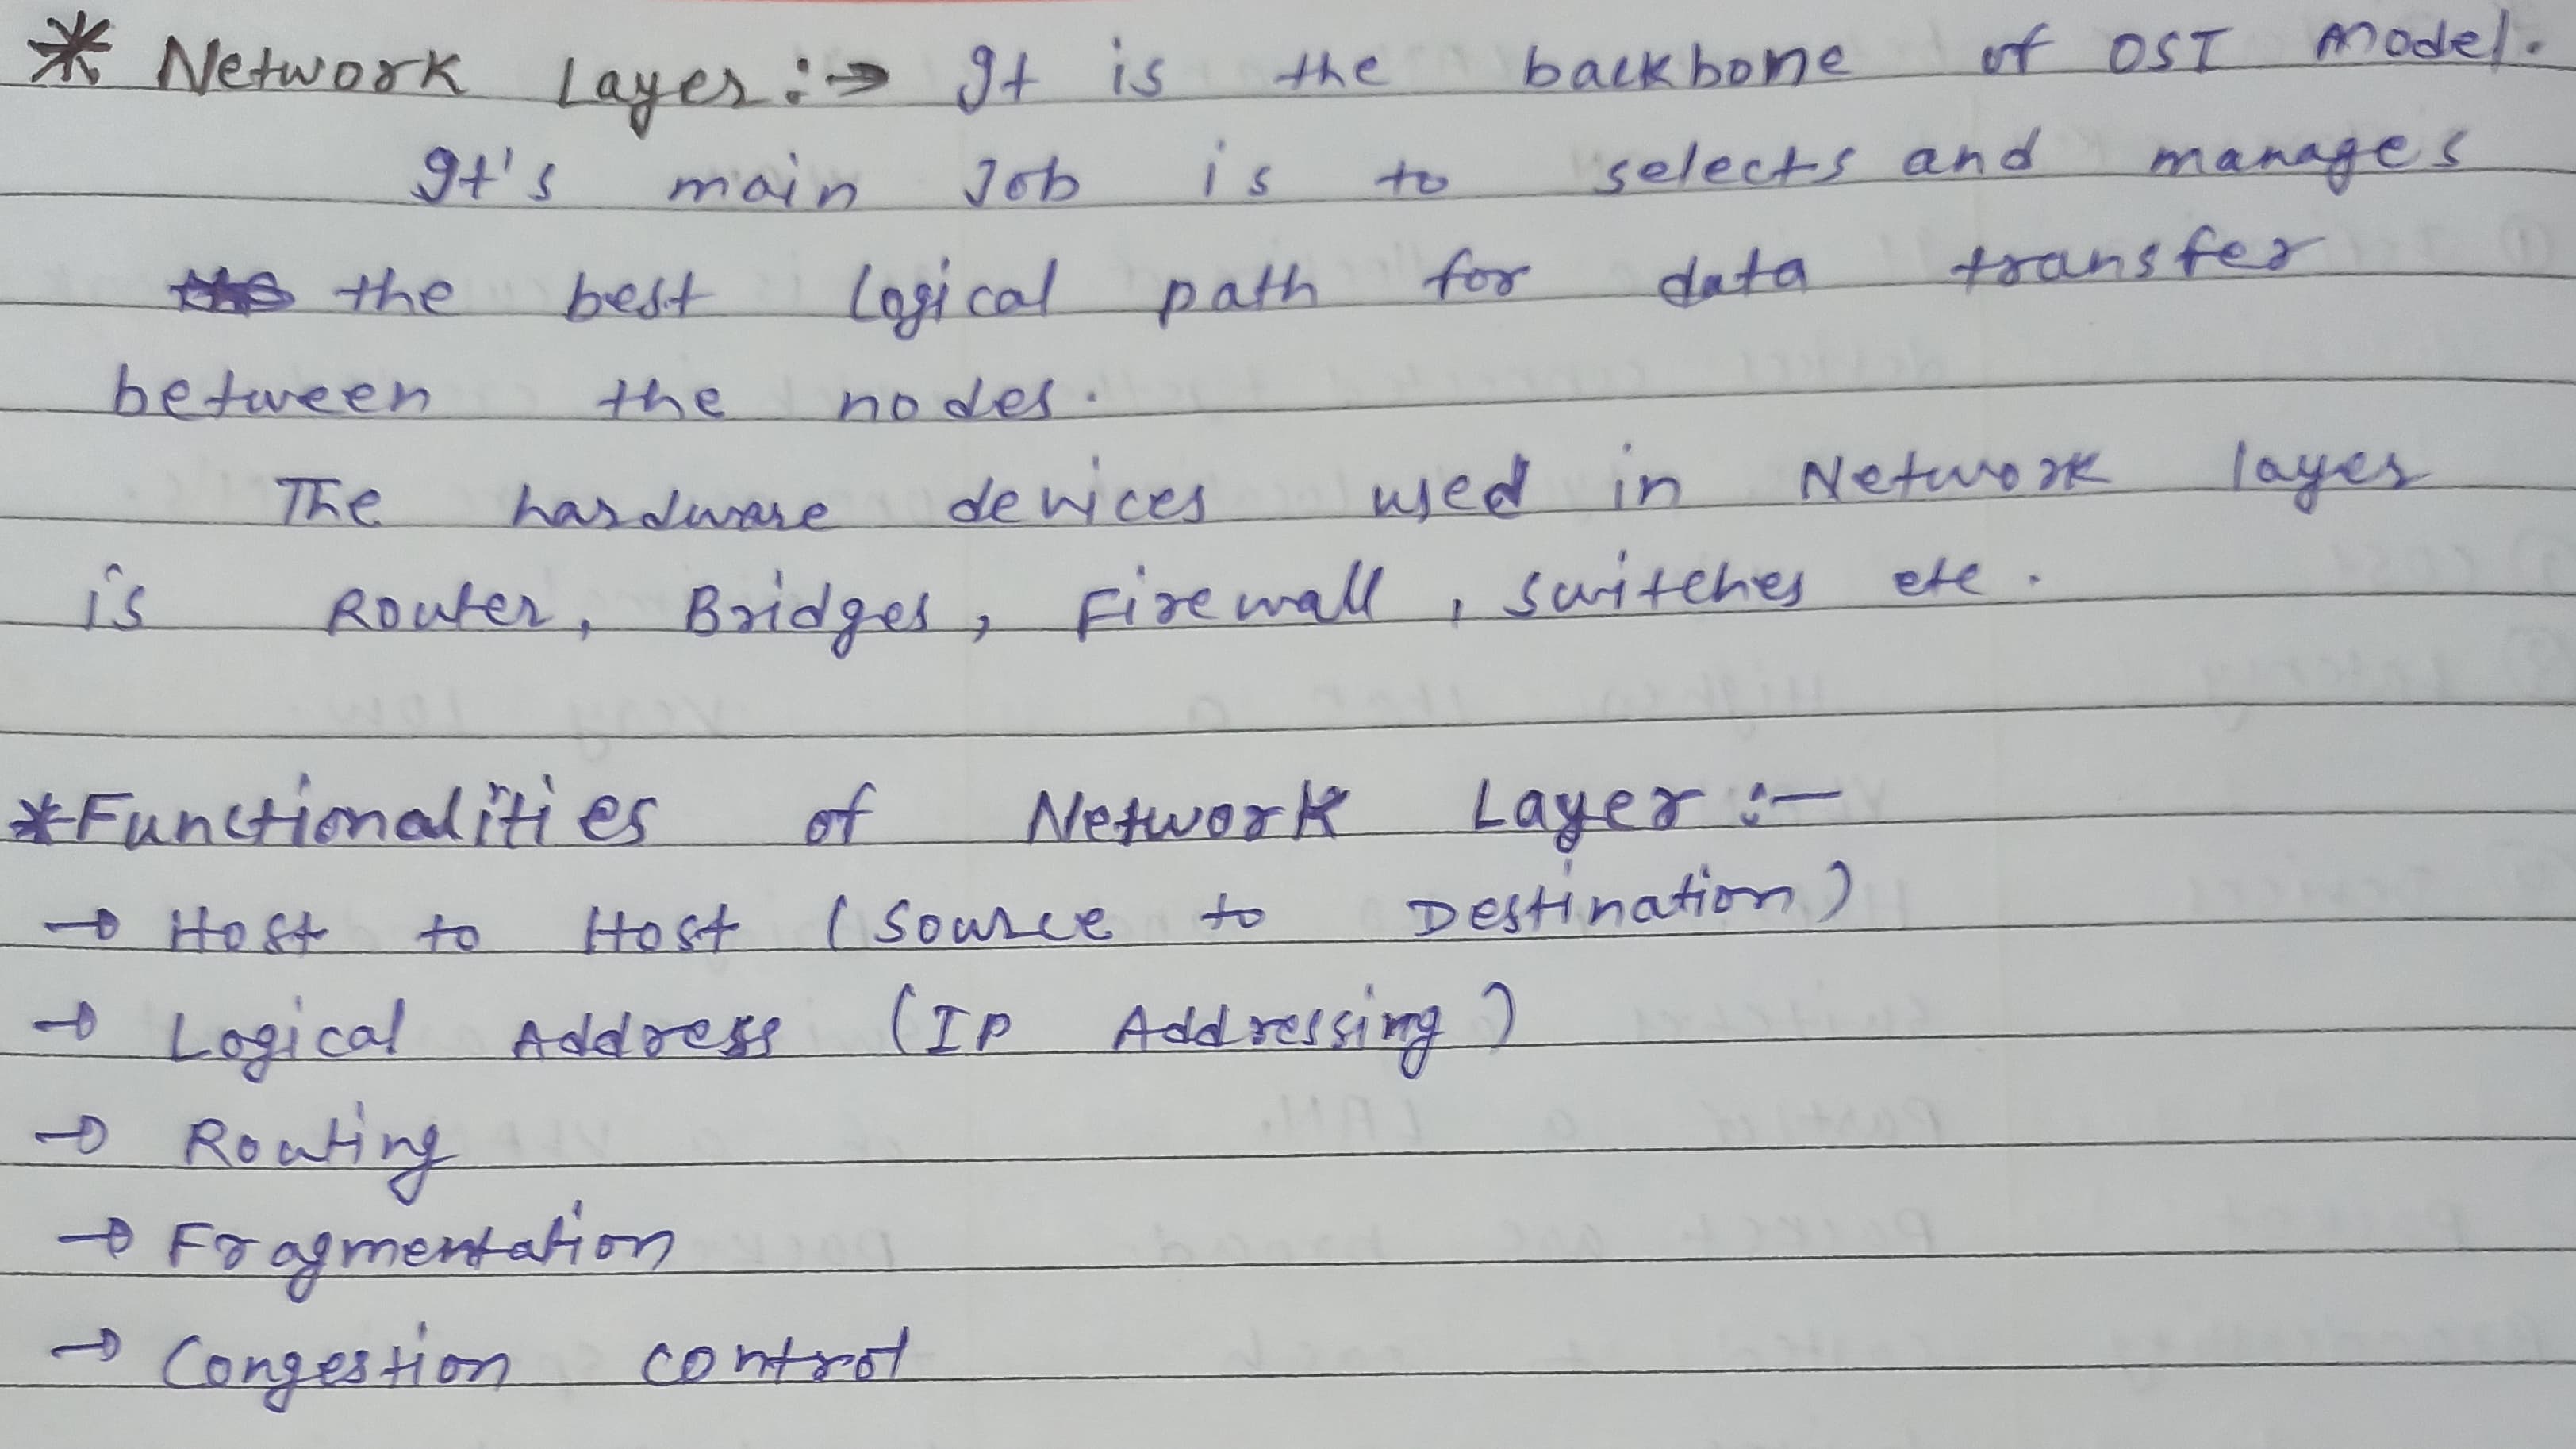 * Network Layer :→ It is the backbone of OSI Model.
It's main Job is to selects and manages
the best logical path for data transfer
between the nodes.
The hardware devices used in Network layer
is Router, Bridges, Firewall, switches etc.
*Functionalities of Network Layer :-
→ Host to Host (Source to Destination)
→ Logical Address (IP Addressing)
→ Routing
→ Fragmentation
→ Congestion control